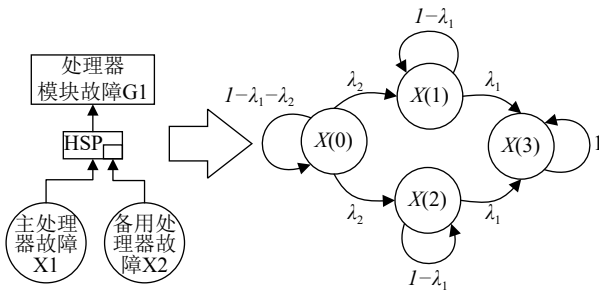 处理器
模块故障G1
HSP
主处理
器故障
X1
备用处
理器故
障X2
1−λ₁−λ₂
X(0)
λ₂
λ₂
1−λ₁
X(1)
λ₁
X(2)
1−λ₁
λ₁
X(3)
1